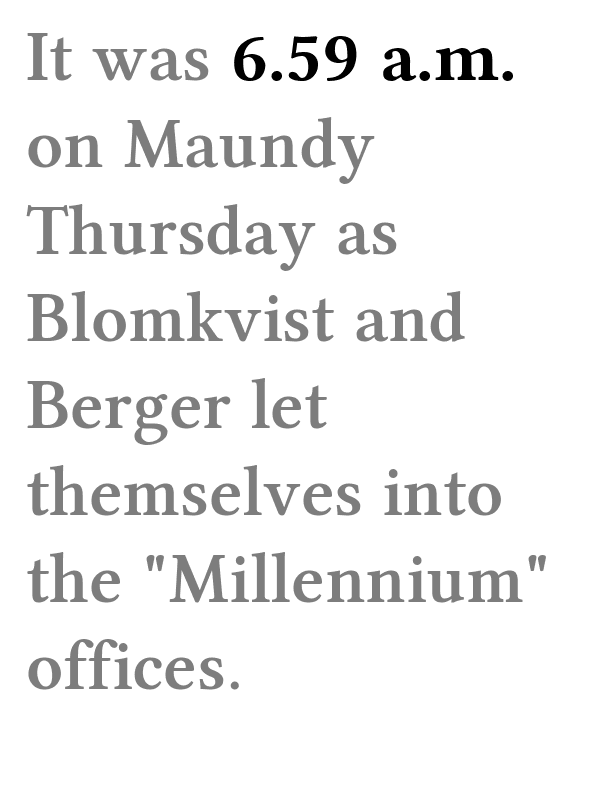 It was 6.59 a.m.
on Maundy
Thursday as
Blomkvist and
Berger let
themselves into
the "Millennium"
offices.